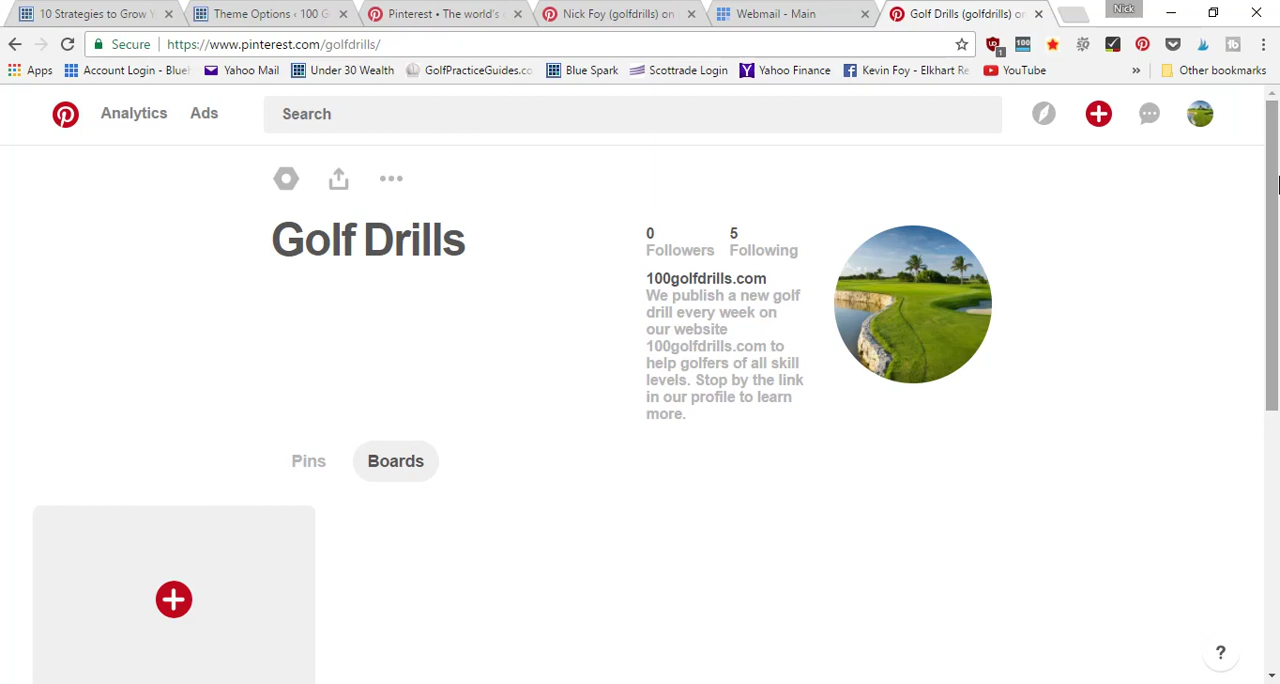 10 Strategies to Grow Y
Theme Options ‹ 100 G
Pinterest • The world's
Nick Foy (golfdrills) on
Webmail - Main
Golf Drills (golfdrills) on
Nick
Secure
https://www.pinterest.com/golfdrills/
1
100
Apps
Account Login - Blue
Yahoo Mail
Under 30 Wealth
GolfPracticeGuides.co
Blue Spark
Scottrade Login
Yahoo Finance
Kevin Foy - Elkhart Re
YouTube
»
Other bookmarks
Analytics
Ads
Search
Golf Drills
0
5
Followers
Following
100golfdrills.com
We publish a new golf
drill every week on
our website
100golfdrills.com to
help golfers of all skill
levels. Stop by the link
in our profile to learn
more.
Pins
Boards
?